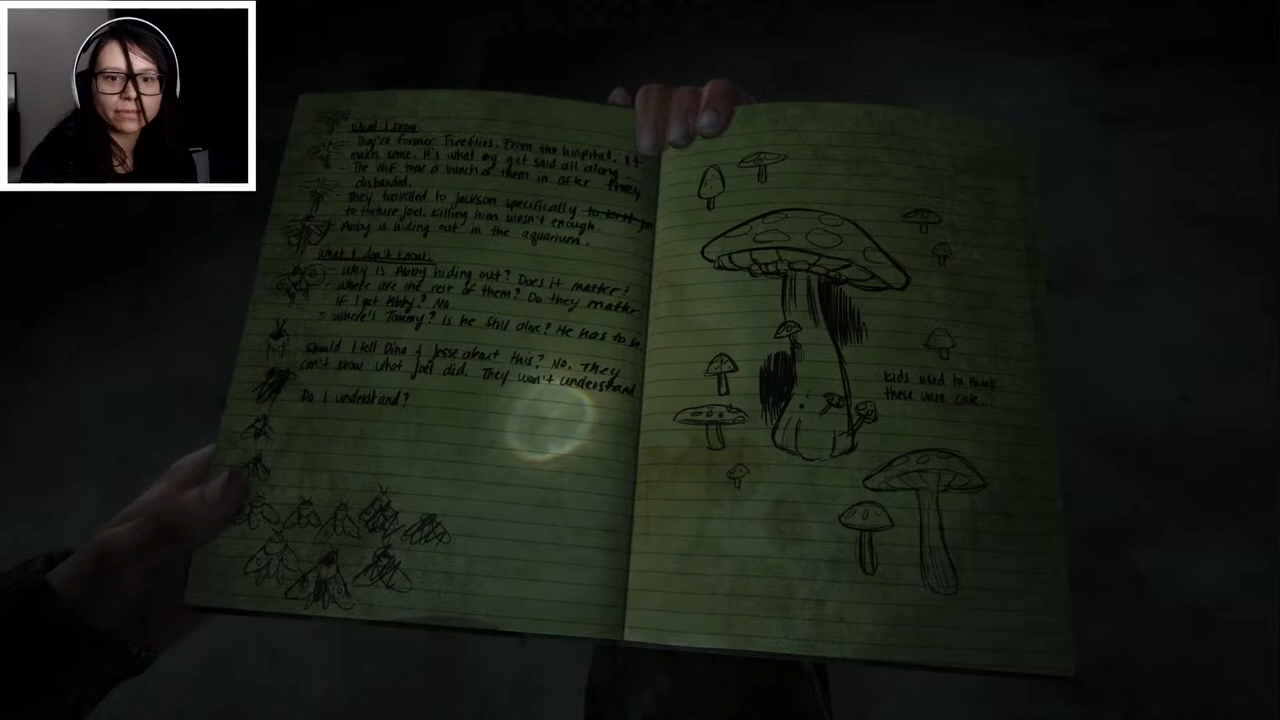 What I know
They're former Fireflies. From the hospital. It
makes sense. It's what my gut said all along.
- The WLF took a bunch of them in after they
disbanded.
- They travelled to Jackson specifically to
to torture Joel. Killing him wasn't enough.
- Abby is hiding out in the aquarium.
What I don't know:
- Why is Abby hiding out? Does it matter?
- Where are the rest of them? Do they matter
if I get Abby? No.
- Where's Tommy? Is he still alive? He has to be.
Should I tell Dina & Jesse about this? No. They
can't know what Joel did. They won't understand
Do I understand?
Kids used to think
these were cute...